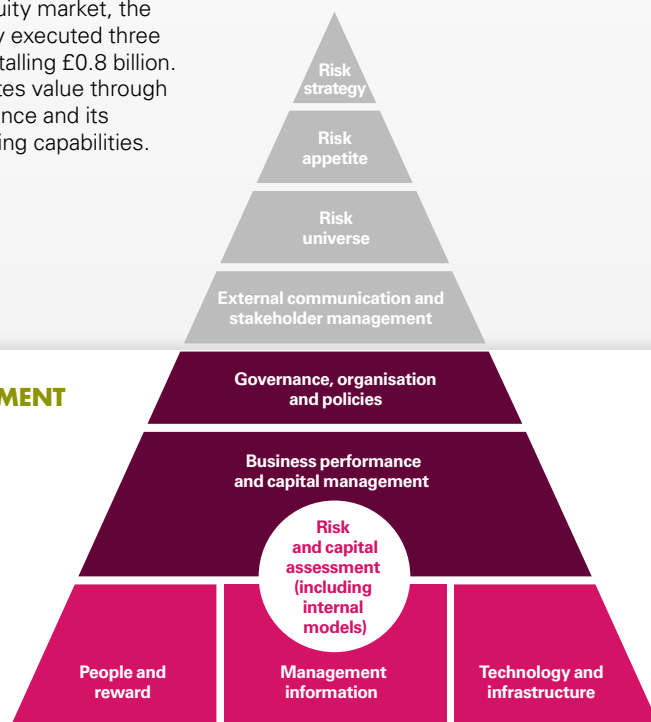 uity market, the
y executed three
talling £0.8 billion.
tes value through
nce and its
ing capabilities.
Risk
strategy
Risk
appetite
Risk
universe
External communication and
stakeholder management
MENT
Governance, organisation
and policies
Business performance
and capital management
Risk
and capital
assessment
(including
internal
models)
People and
reward
Management
information
Technology and
infrastructure